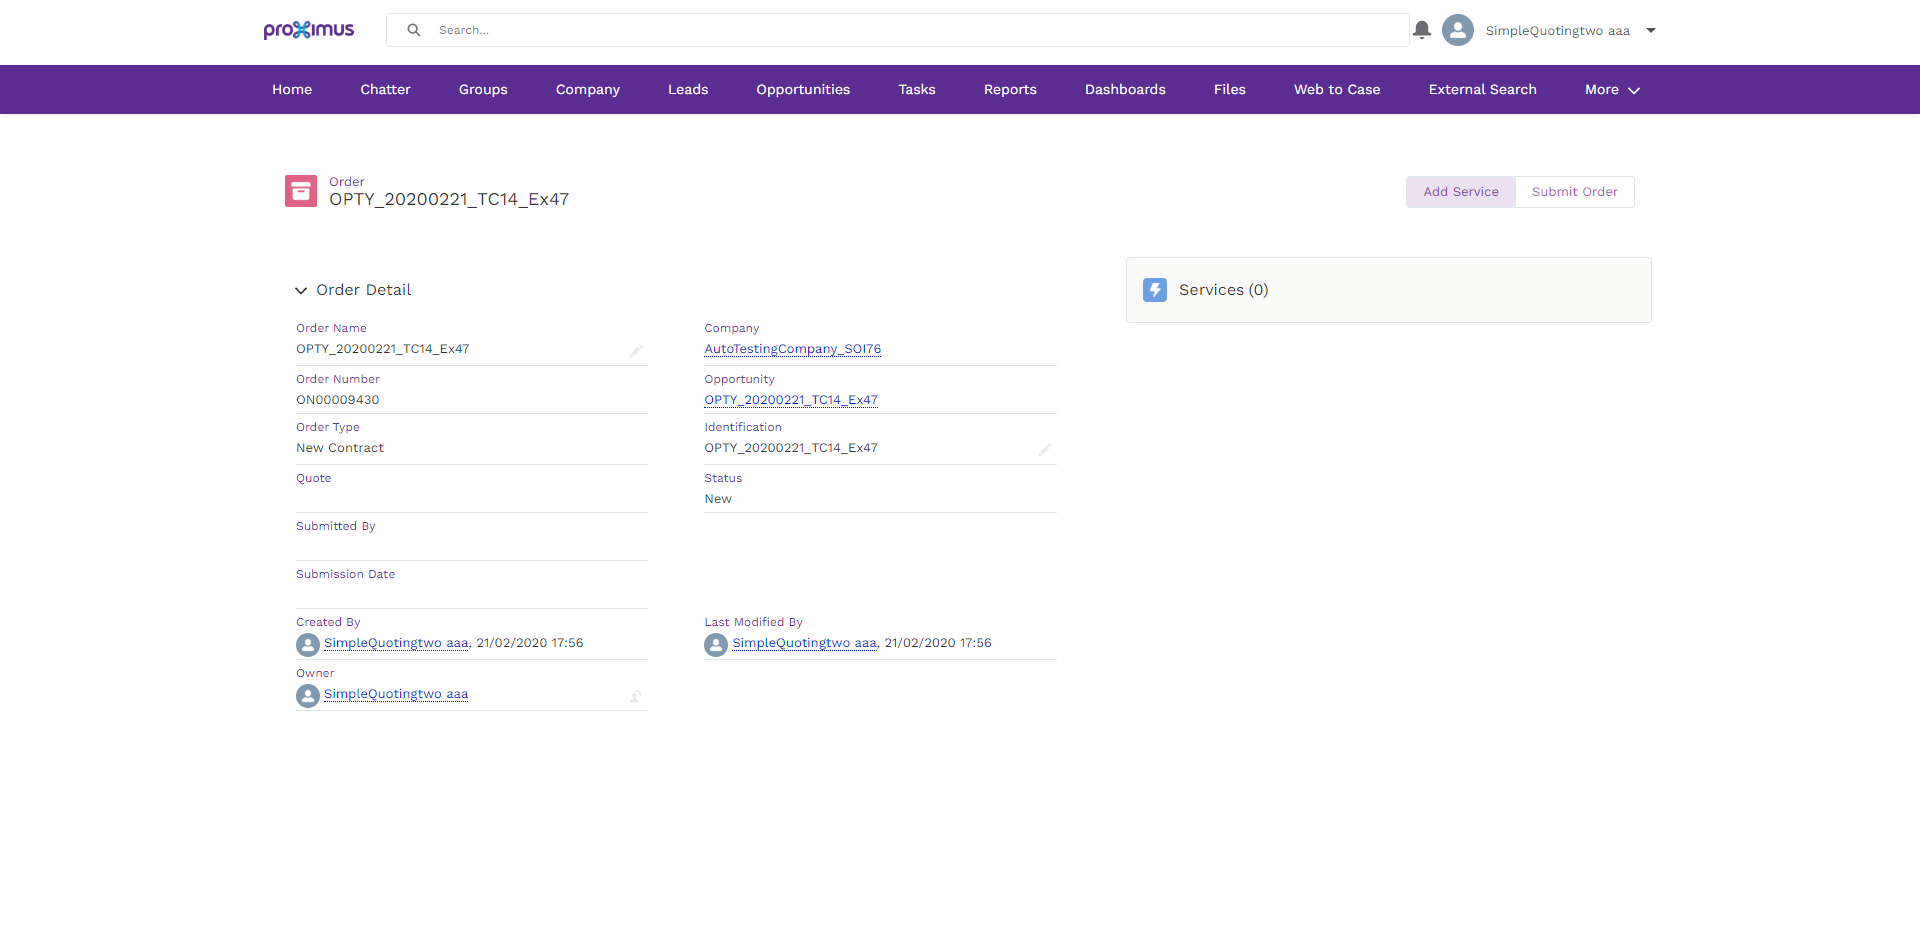 proximus
Search...
SimpleQuotingtwo aaa
Home Chatter Groups Company Leads Opportunities Tasks Reports Dashboards Files Web to Case External Search More
Order
OPTY_20200221_TC14_Ex47
Add Service Submit Order
Order Detail
Services (0)
Order Name
OPTY_20200221_TC14_Ex47
Company
AutoTestingCompany_SOI76
Order Number
ON00009430
Opportunity
OPTY_20200221_TC14_Ex47
Order Type
New Contract
Identification
OPTY_20200221_TC14_Ex47
Quote
Status
New
Submitted By
Submission Date
Created By
SimpleQuotingtwo aaa, 21/02/2020 17:56
Last Modified By
SimpleQuotingtwo aaa, 21/02/2020 17:56
Owner
SimpleQuotingtwo aaa